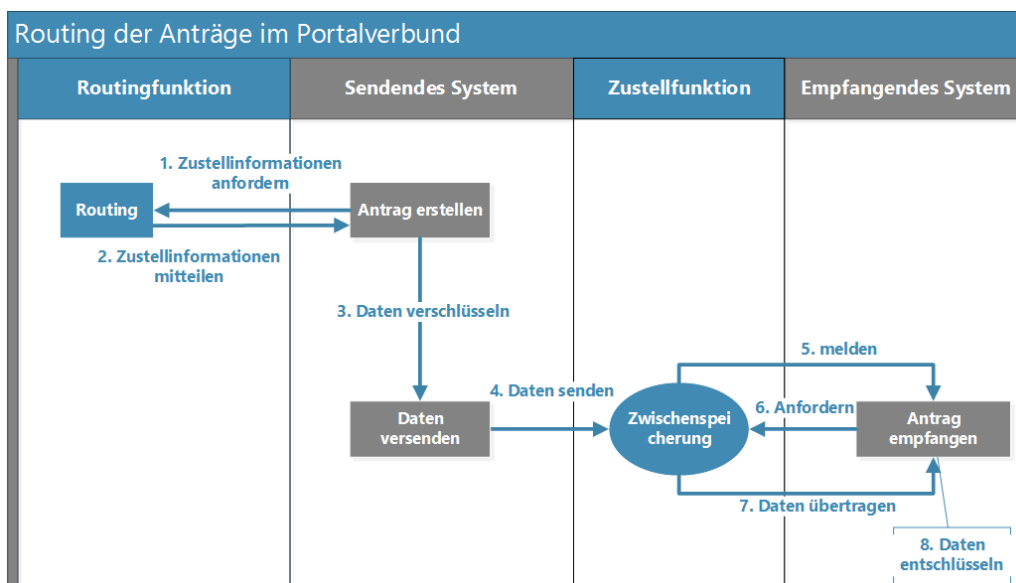 Routing der Anträge im Portalverbund
Routingfunktion
Sendendes System
Zustellfunktion
Empfangendes System
1. Zustellinformationen
anfordern
Routing
Antrag erstellen
2. Zustellinformationen
mitteilen
3. Daten verschlüsseln
5. melden
4. Daten senden
6. Anfordern
Daten
versenden
Zwischenspei
cherung
Antrag
empfangen
7. Daten übertragen
8. Daten
entschlüsseln